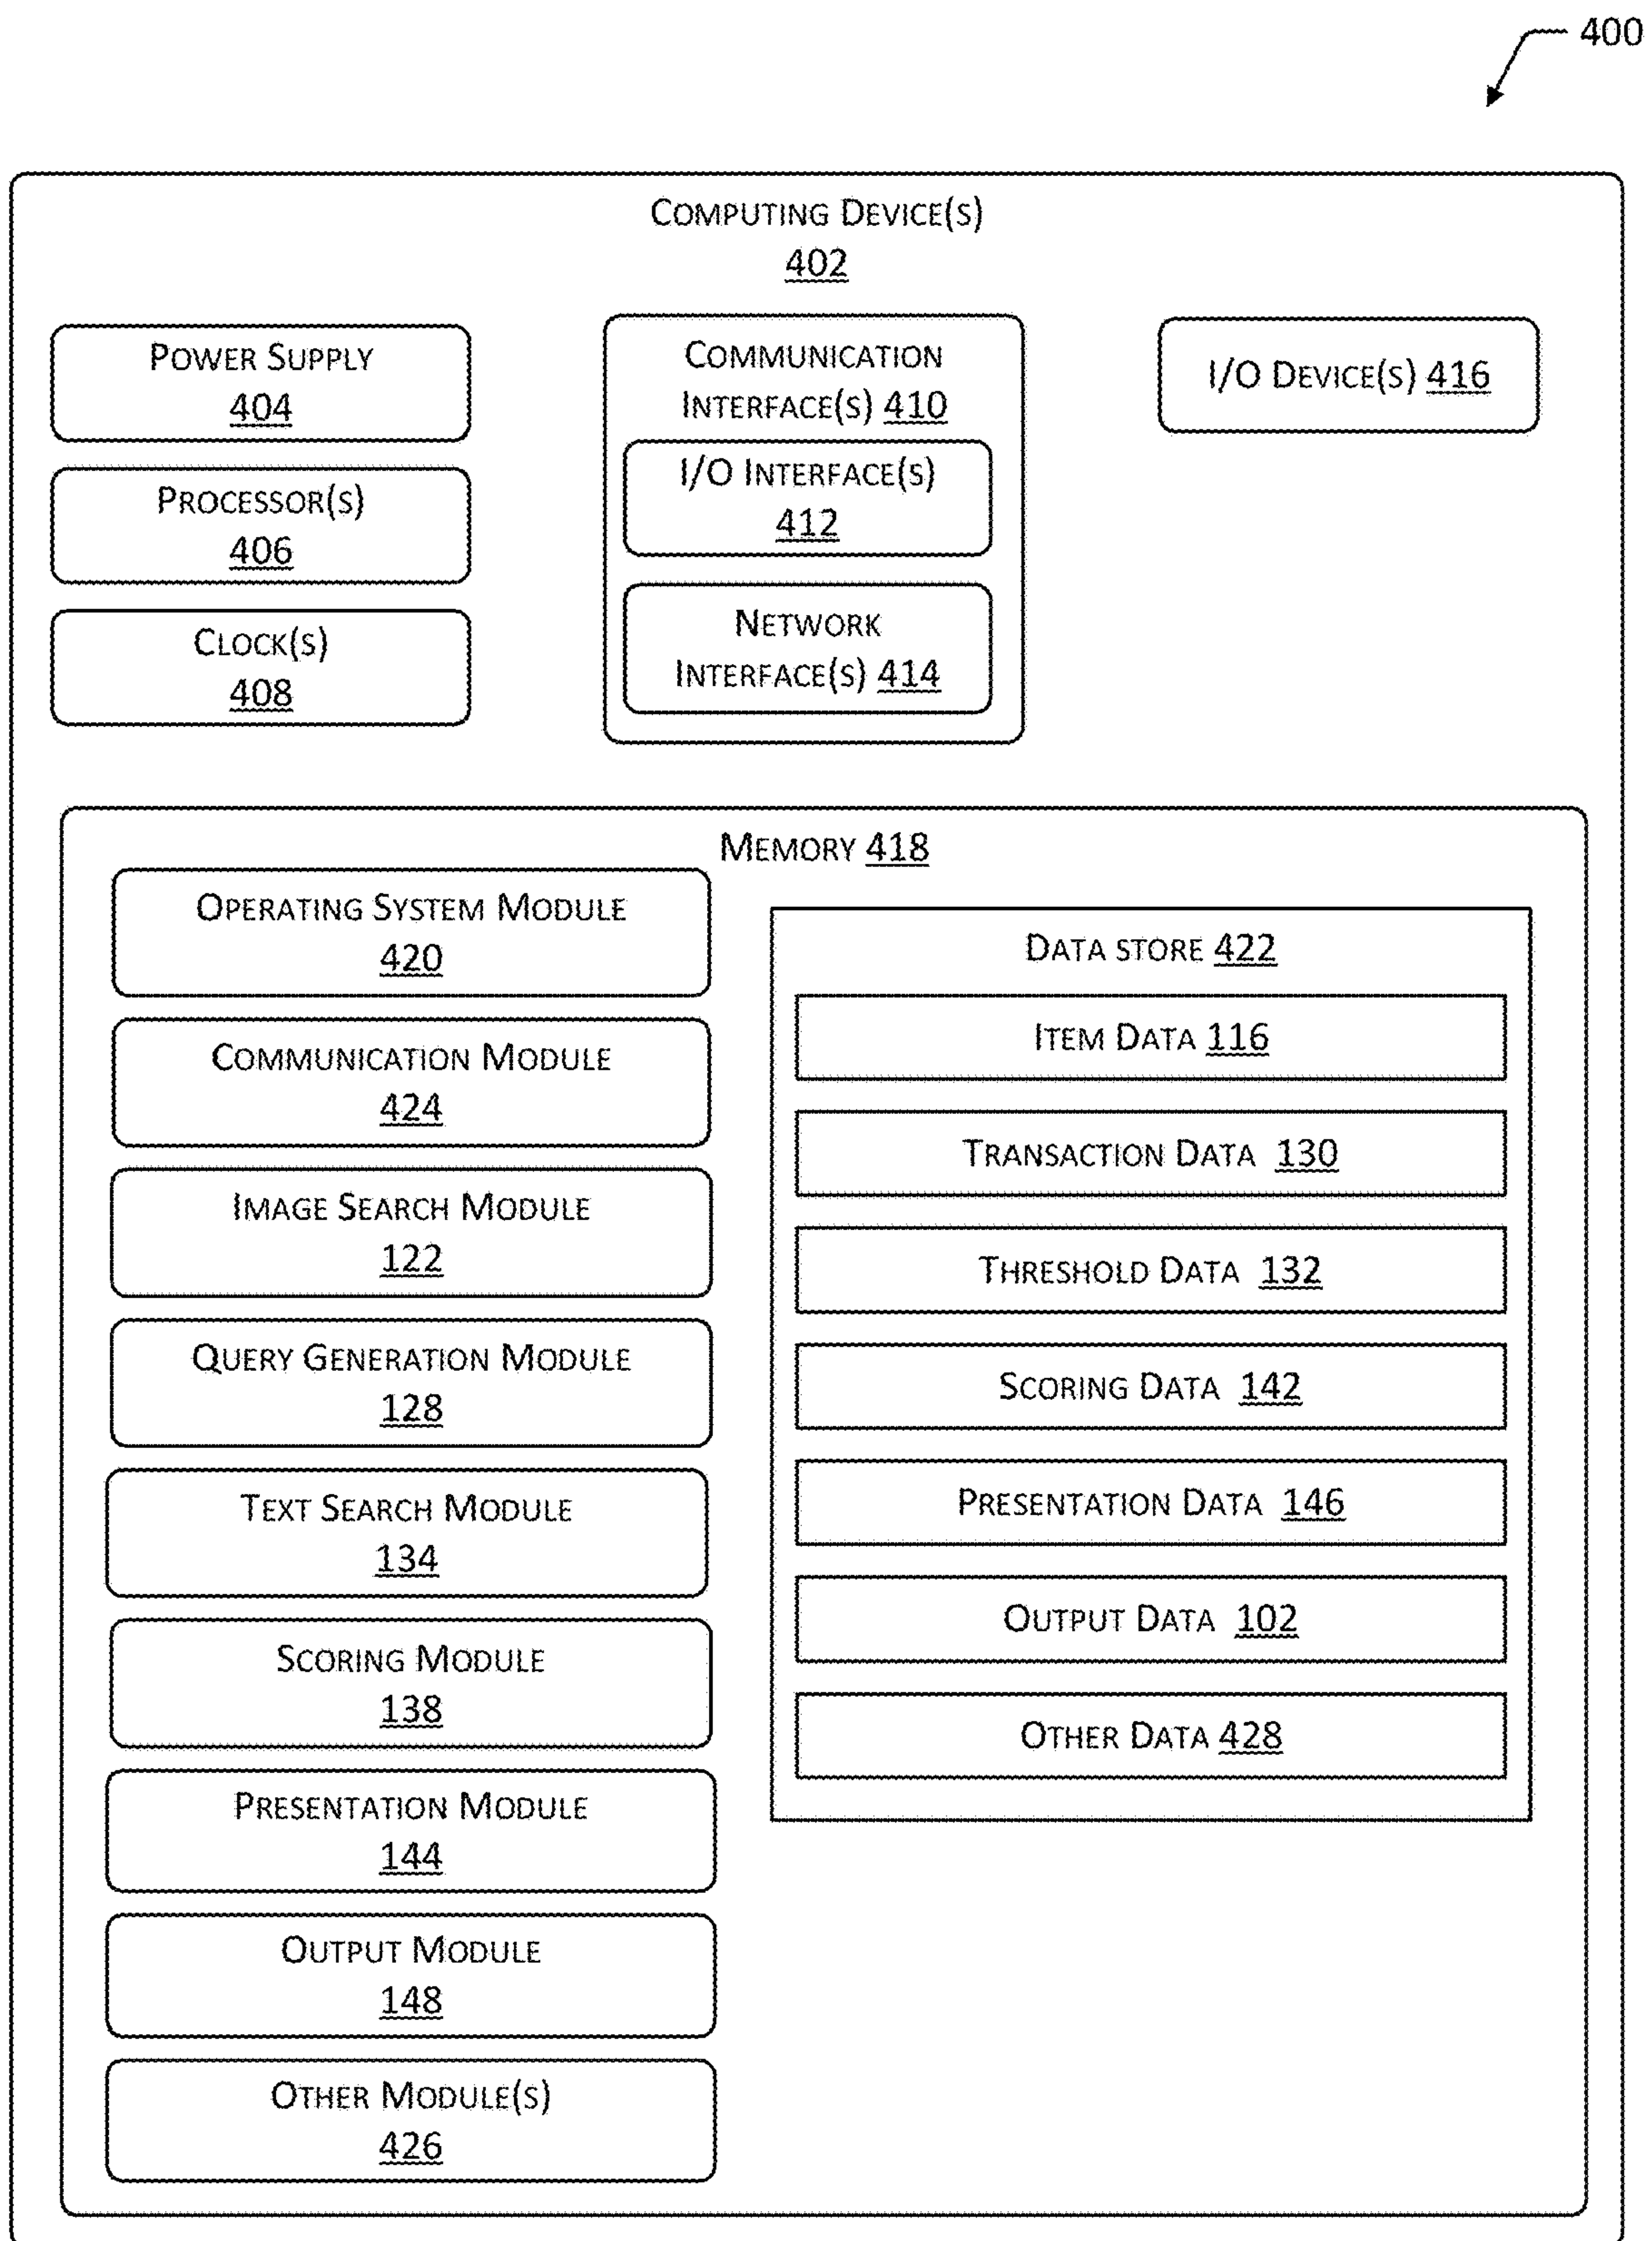 400
Computing Device(s)
402
Power Supply
404
Processor(s)
406
Clock(s)
408
Communication
Interface(s) 410
I/O Interface(s)
412
Network
Interface(s) 414
I/O Device(s) 416
Memory 418
Operating System Module
420
Communication Module
424
Image Search Module
122
Query Generation Module
128
Text Search Module
134
Scoring Module
138
Presentation Module
144
Output Module
148
Other Module(s)
426
Data store 422
Item Data 116
Transaction Data 130
Threshold Data 132
Scoring Data 142
Presentation Data 146
Output Data 102
Other Data 428